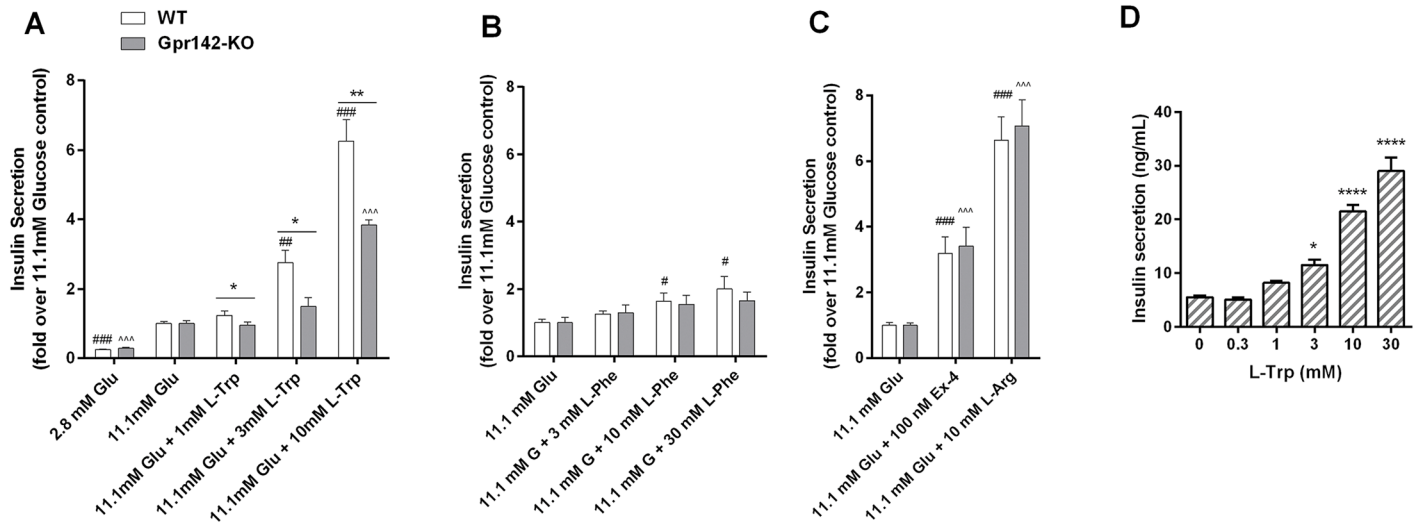 A
WT
Gpr142-KO
Insulin Secretion
(fold over 11.1mM Glucose control)
8
6
4
2
0
###
^^^
*
*
##
**
###
^^^
2.8 mM Glu
11.1mM Glu
11.1mM Glu + 1mM L-Trp
11.1mM Glu + 3mM L-Trp
11.1mM Glu + 10mM L-Trp
B
Insulin secretion
(fold over 11.1mM Glucose control)
8
6
4
2
0
#
#
11.1 mM Glu
11.1 mM G + 3 mM L-Phe
11.1 mM G + 10 mM L-Phe
11.1 mM G + 30 mM L-Phe
C
Insulin Secretion
(fold over 11.1mM Glucose control)
8
6
4
2
0
###
^^^
###
^^^
11.1 mM Glu
11.1 mM Glu + 100 nM Ex-4
11.1 mM Glu + 10 mM L-Arg
D
Insulin secretion (ng/mL)
40
30
20
10
0
*
****
****
0 0.3 1 3 10 30
L-Trp (mM)